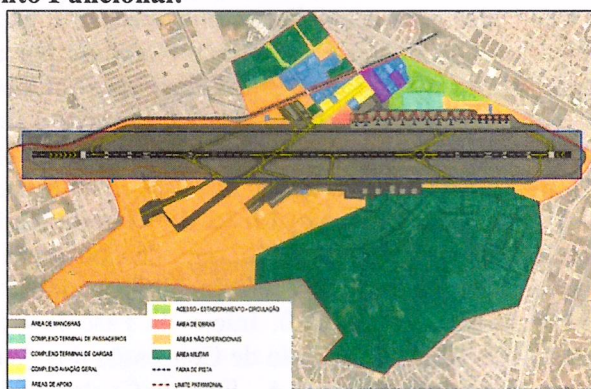 nto Funcional:
ÁREA DE MANOBRAS
COMPLEXO TERMINAL DE PASSAGEIROS
COMPLEXO TERMINAL DE CARGAS
COMPLEXO AVIAÇÃO GERAL
ÁREAS DE APOIO
ACESSO - ESTACIONAMENTO - CIRCULAÇÃO
ÁREA DE OBRAS
ÁREAS NÃO OPERACIONAIS
ÁREA MILITAR
FAIXA DE PISTA
LIMITE PATRIMONIAL